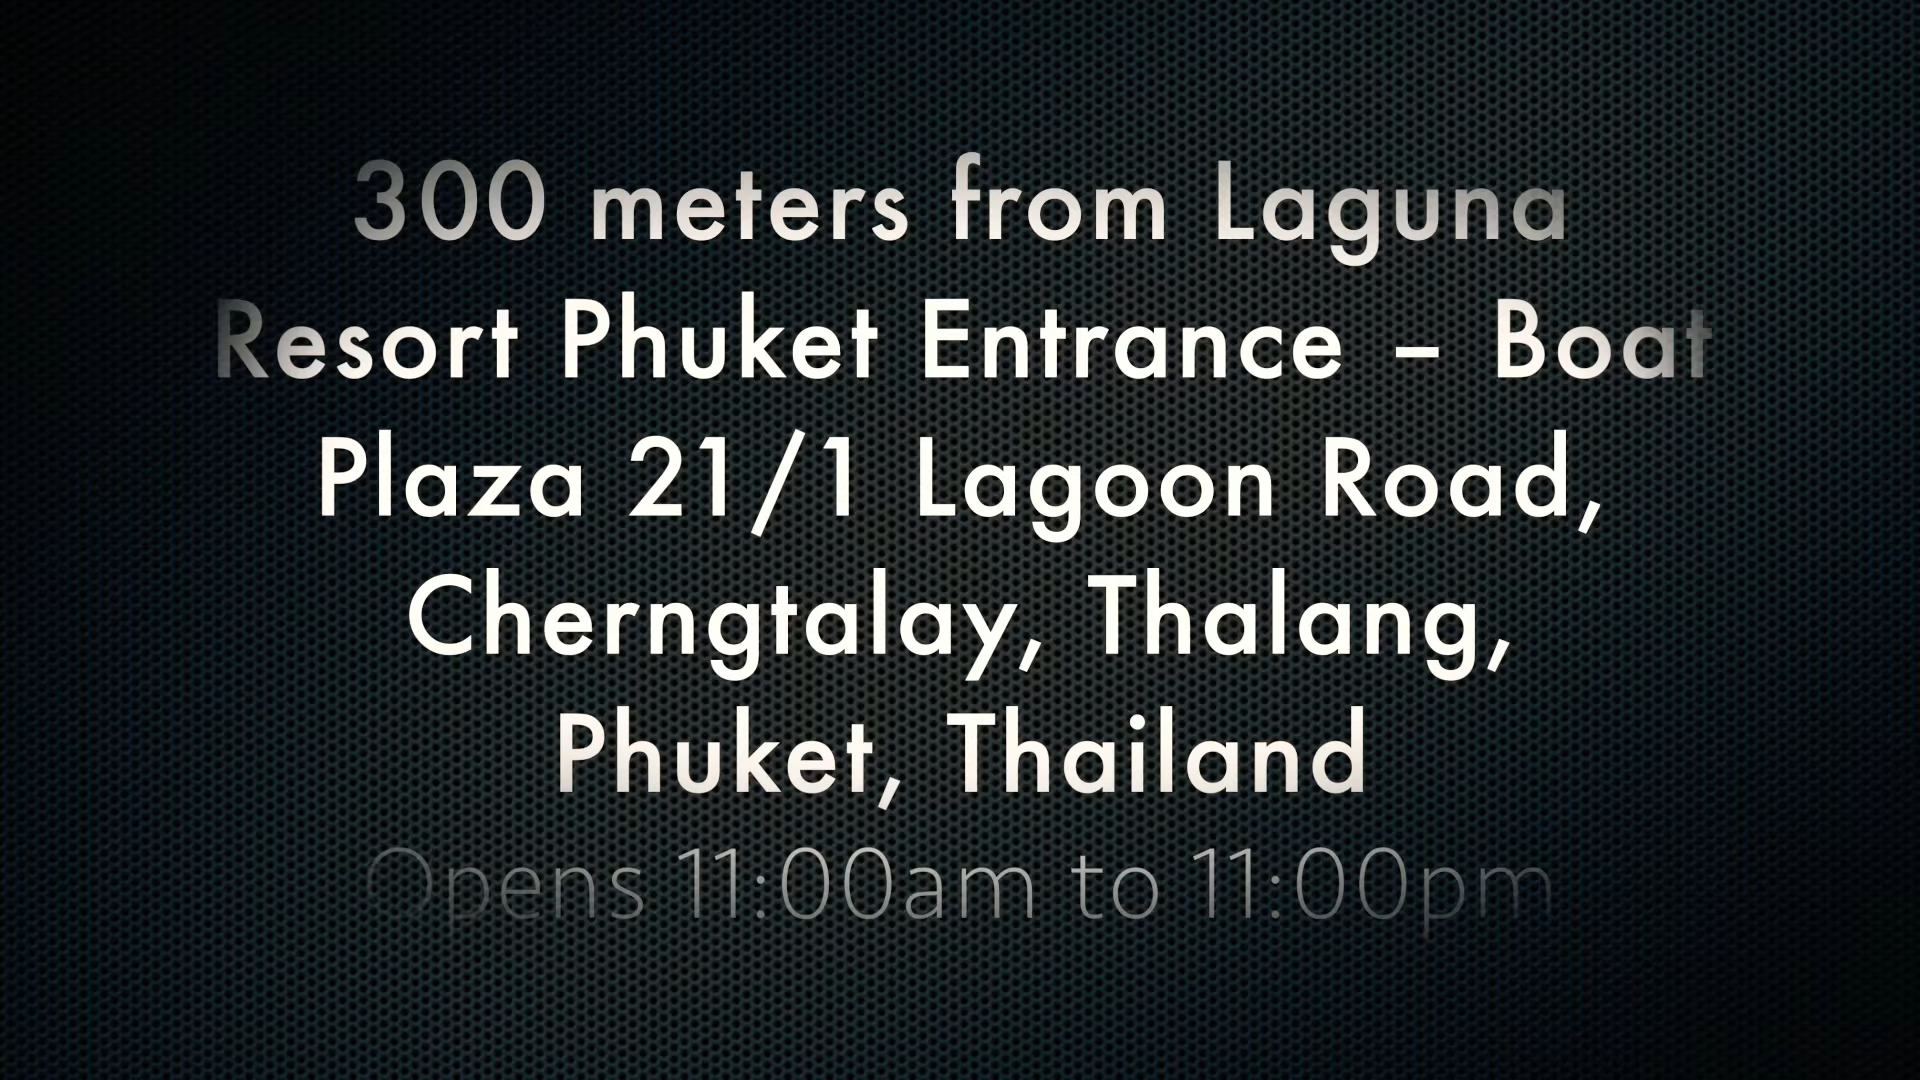 300 meters from Laguna
Resort Phuket Entrance – Boat
Plaza 21/1 Lagoon Road,
Cherngtalay, Thalang,
Phuket, Thailand
Opens 11:00am to 11:00pm